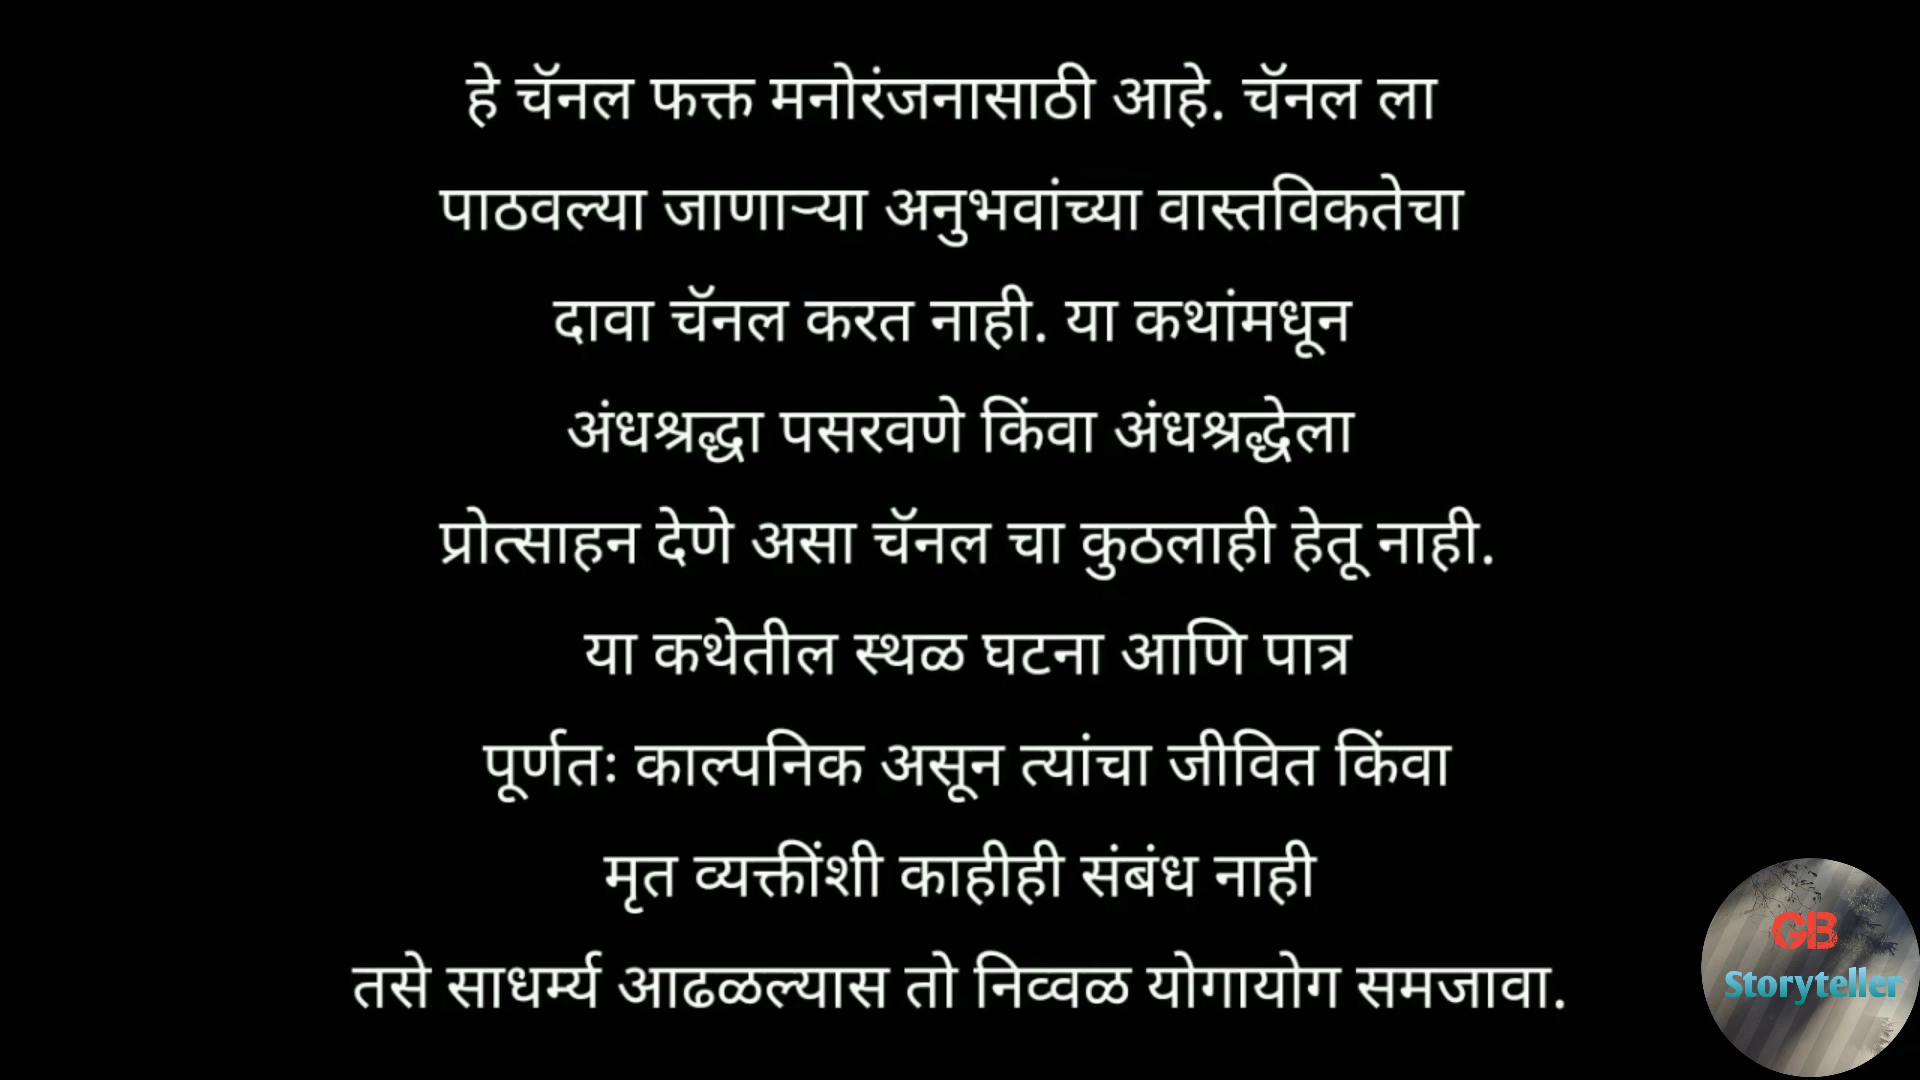 हे चॅनल फक्त मनोरंजनासाठी आहे. चॅनल ला
पाठवल्या जाणाऱ्या अनुभवांच्या वास्तविकतेचा
दावा चॅनल करत नाही. या कथांमधून
अंधश्रद्धा पसरवणे किंवा अंधश्रद्धेला
प्रोत्साहन देणे असा चॅनल चा कुठलाही हेतू नाही.
या कथेतील स्थळ घटना आणि पात्र
पूर्णतः काल्पनिक असून त्यांचा जीवित किंवा
मृत व्यक्तींशी काहीही संबंध नाही
तसे साधर्म्य आढळल्यास तो निव्वळ योगायोग समजावा.
GB
Storyteller